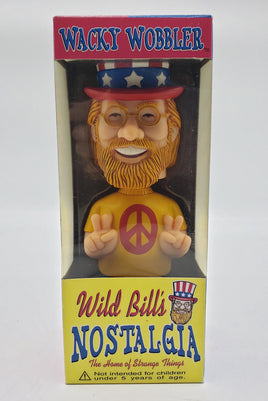 WACKY WOBBLER
Wild Bill's
NOSTALGIA
The Home of Strange Things
Not intended for children
under 5 years of age.